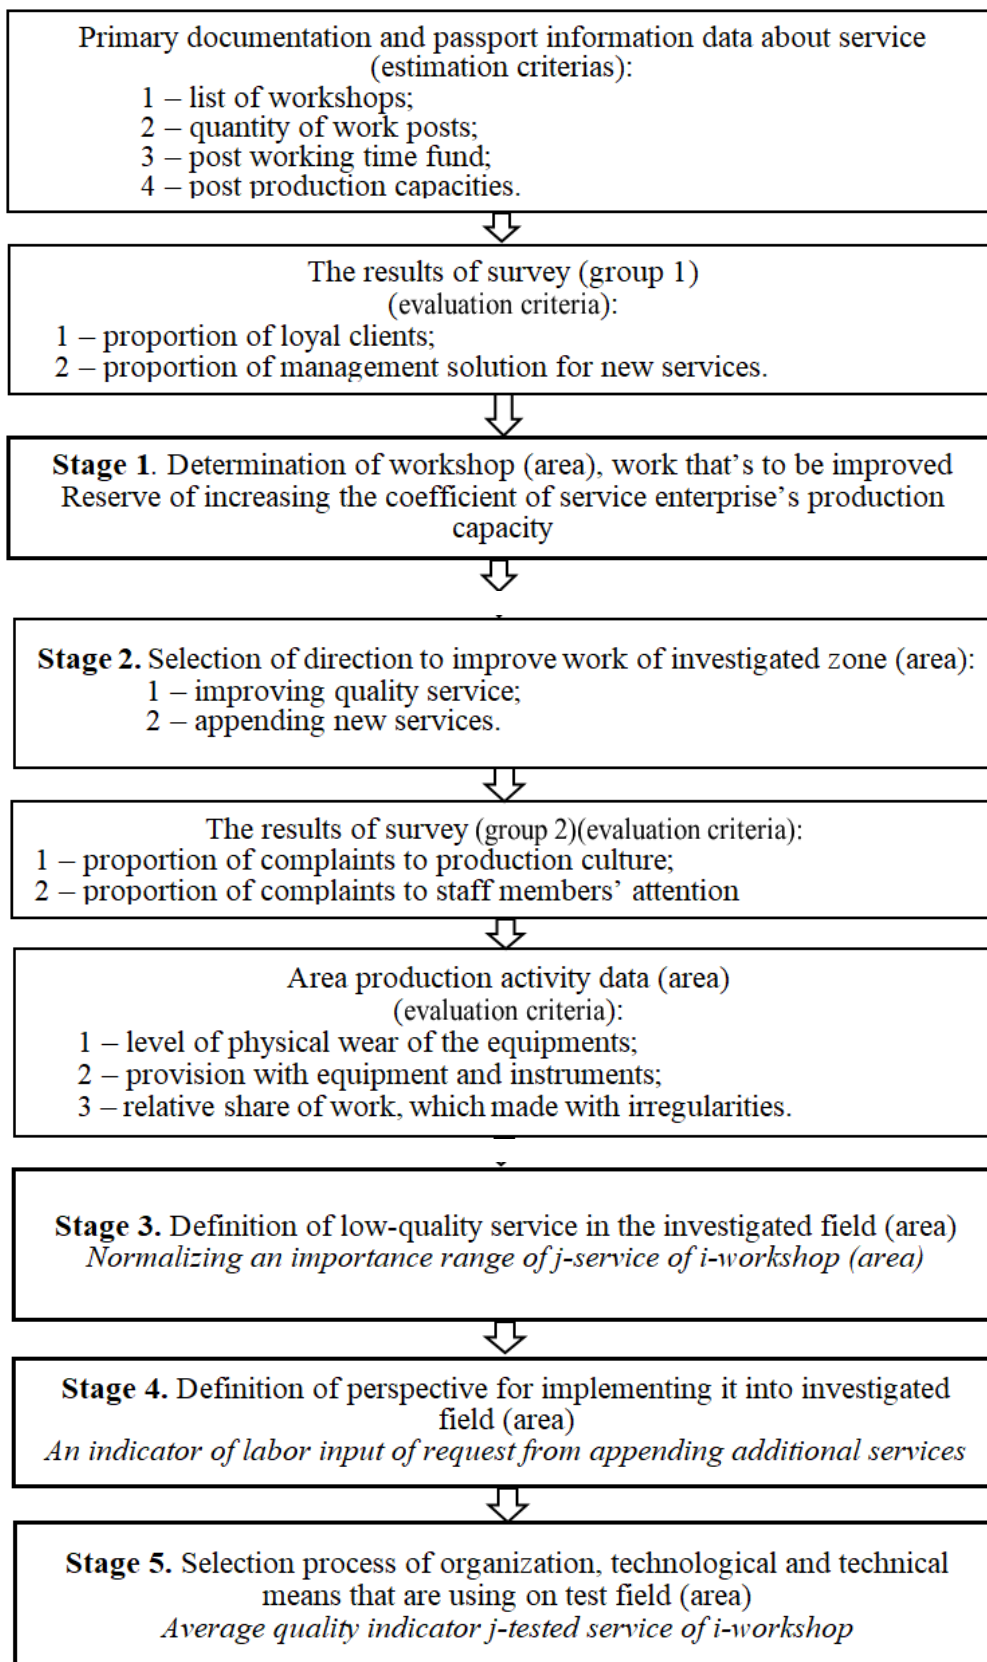 Primary documentation and passport information data about service
(estimation criterias):
1 – list of workshops;
2 – quantity of work posts;
3 – post working time fund;
4 – post production capacities.
The results of survey (group 1)
(evaluation criteria):
1 – proportion of loyal clients;
2 – proportion of management solution for new services.
Stage 1. Determination of workshop (area), work that’s to be improved
Reserve of increasing the coefficient of service enterprise’s production
capacity
Stage 2. Selection of direction to improve work of investigated zone (area):
1 – improving quality service;
2 – appending new services.
The results of survey (group 2)(evaluation criteria):
1 – proportion of complaints to production culture;
2 – proportion of complaints to staff members’ attention
Area production activity data (area)
(evaluation criteria):
1 – level of physical wear of the equipments;
2 – provision with equipment and instruments;
3 – relative share of work, which made with irregularities.
Stage 3. Definition of low-quality service in the investigated field (area)
Normalizing an importance range of j-service of i-workshop (area)
Stage 4. Definition of perspective for implementing it into investigated
field (area)
An indicator of labor input of request from appending additional services
Stage 5. Selection process of organization, technological and technical
means that are using on test field (area)
Average quality indicator j-tested service of i-workshop